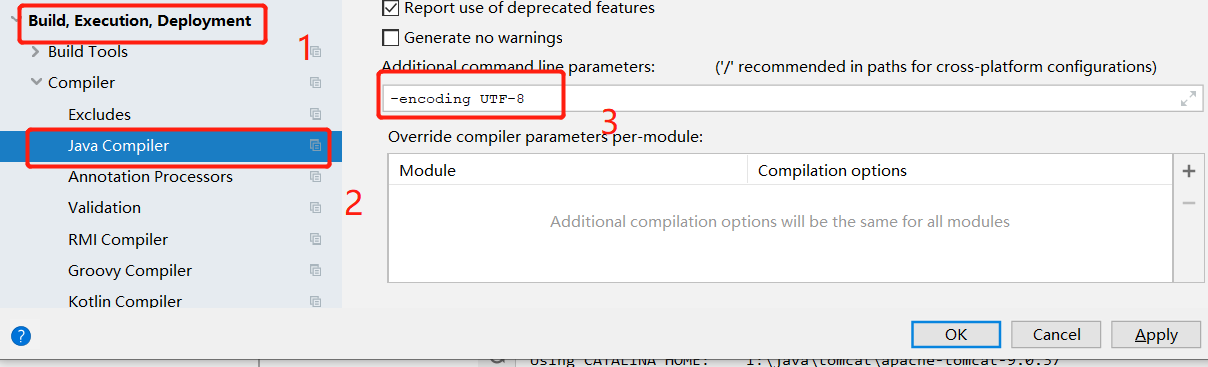 Build, Execution, Deployment
1
Build Tools
Compiler
Excludes
Java Compiler
2
Annotation Processors
Validation
RMI Compiler
Groovy Compiler
Kotlin Compiler
Report use of deprecated features
Generate no warnings
Additional command line parameters: ('/' recommended in paths for cross-platform configurations)
-encoding UTF-8
3
Override compiler parameters per-module:
Module Compilation options
Additional compilation options will be the same for all modules
+
−
?
OK Cancel Apply
Using CATALINA_HOME: I:\java\tomcat\apache-tomcat-9.0.37